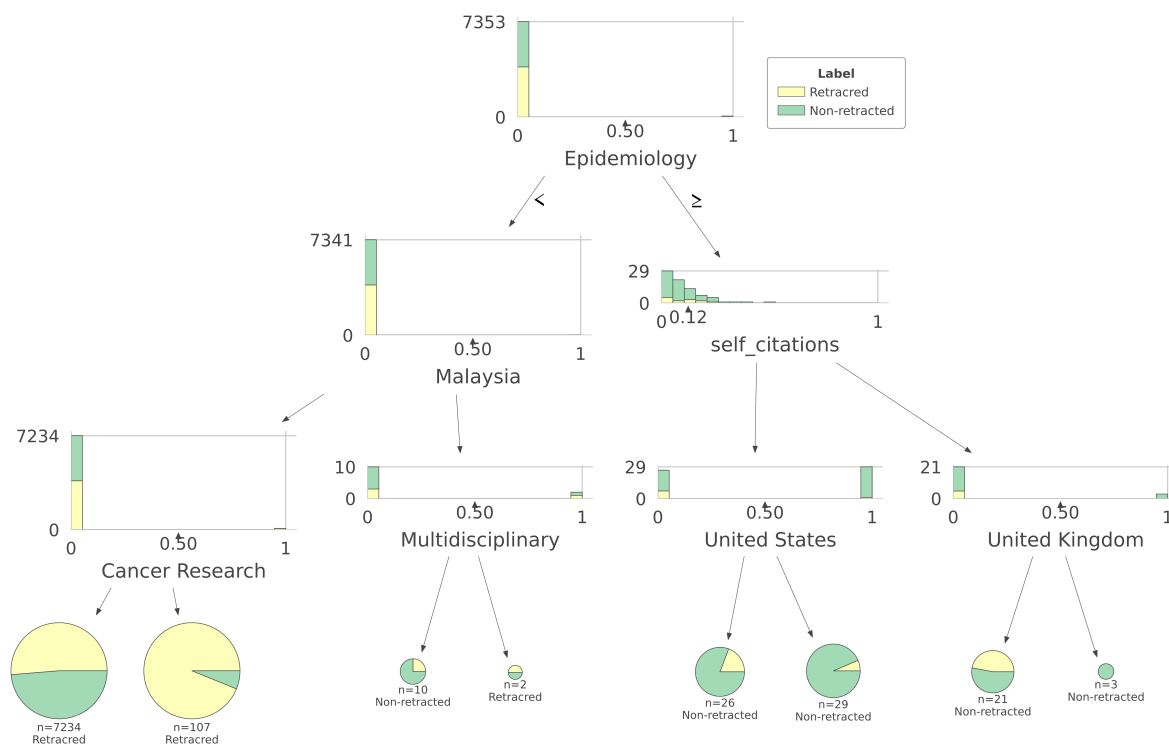 7353
0
0
0.50
1
Epidemiology
Label
Retracred
Non-retracted
<
≥
7341
0
0
0.50
1
Malaysia
29
0
0
0.12
1
self_citations
7234
0
0
0.50
1
Cancer Research
10
0
0
0.50
1
Multidisciplinary
29
0
0
0.50
1
United States
21
0
0
0.50
1
United Kingdom
n=7234
Retracred
n=107
Retracred
n=10
Non-retracted
n=2
Retracred
n=26
Non-retracted
n=29
Non-retracted
n=21
Non-retracted
n=3
Non-retracted